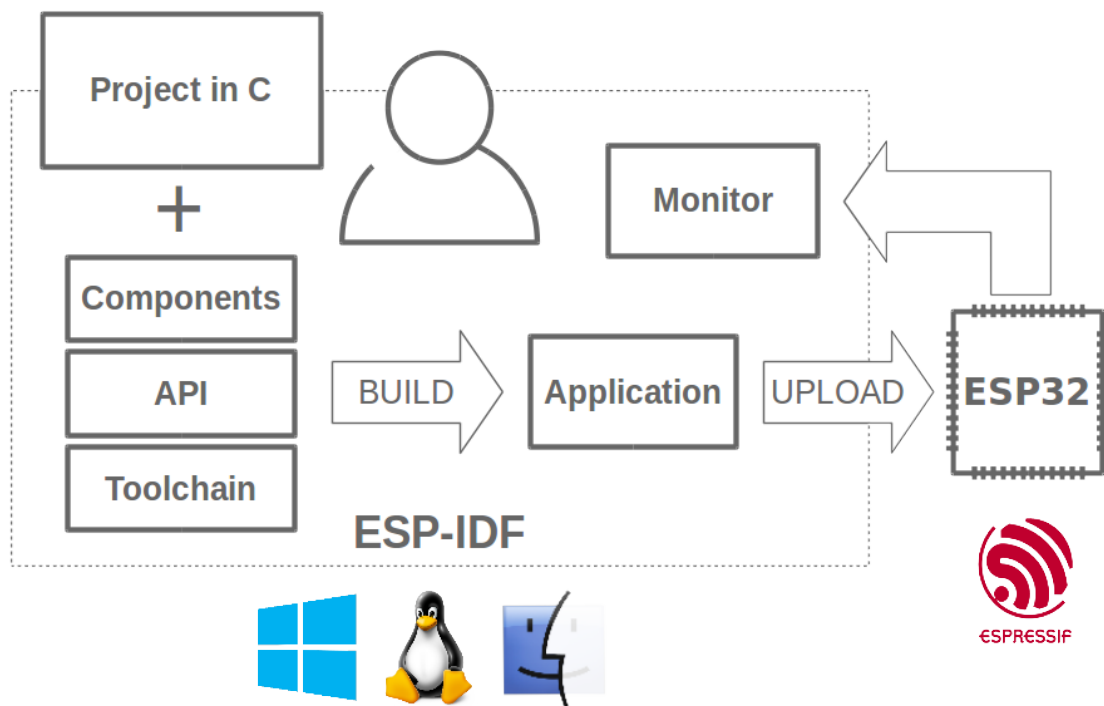 Project in C
+
Components
API
Toolchain
BUILD
Application
Monitor
UPLOAD
ESP32
ESP-IDF
ESPRESSIF